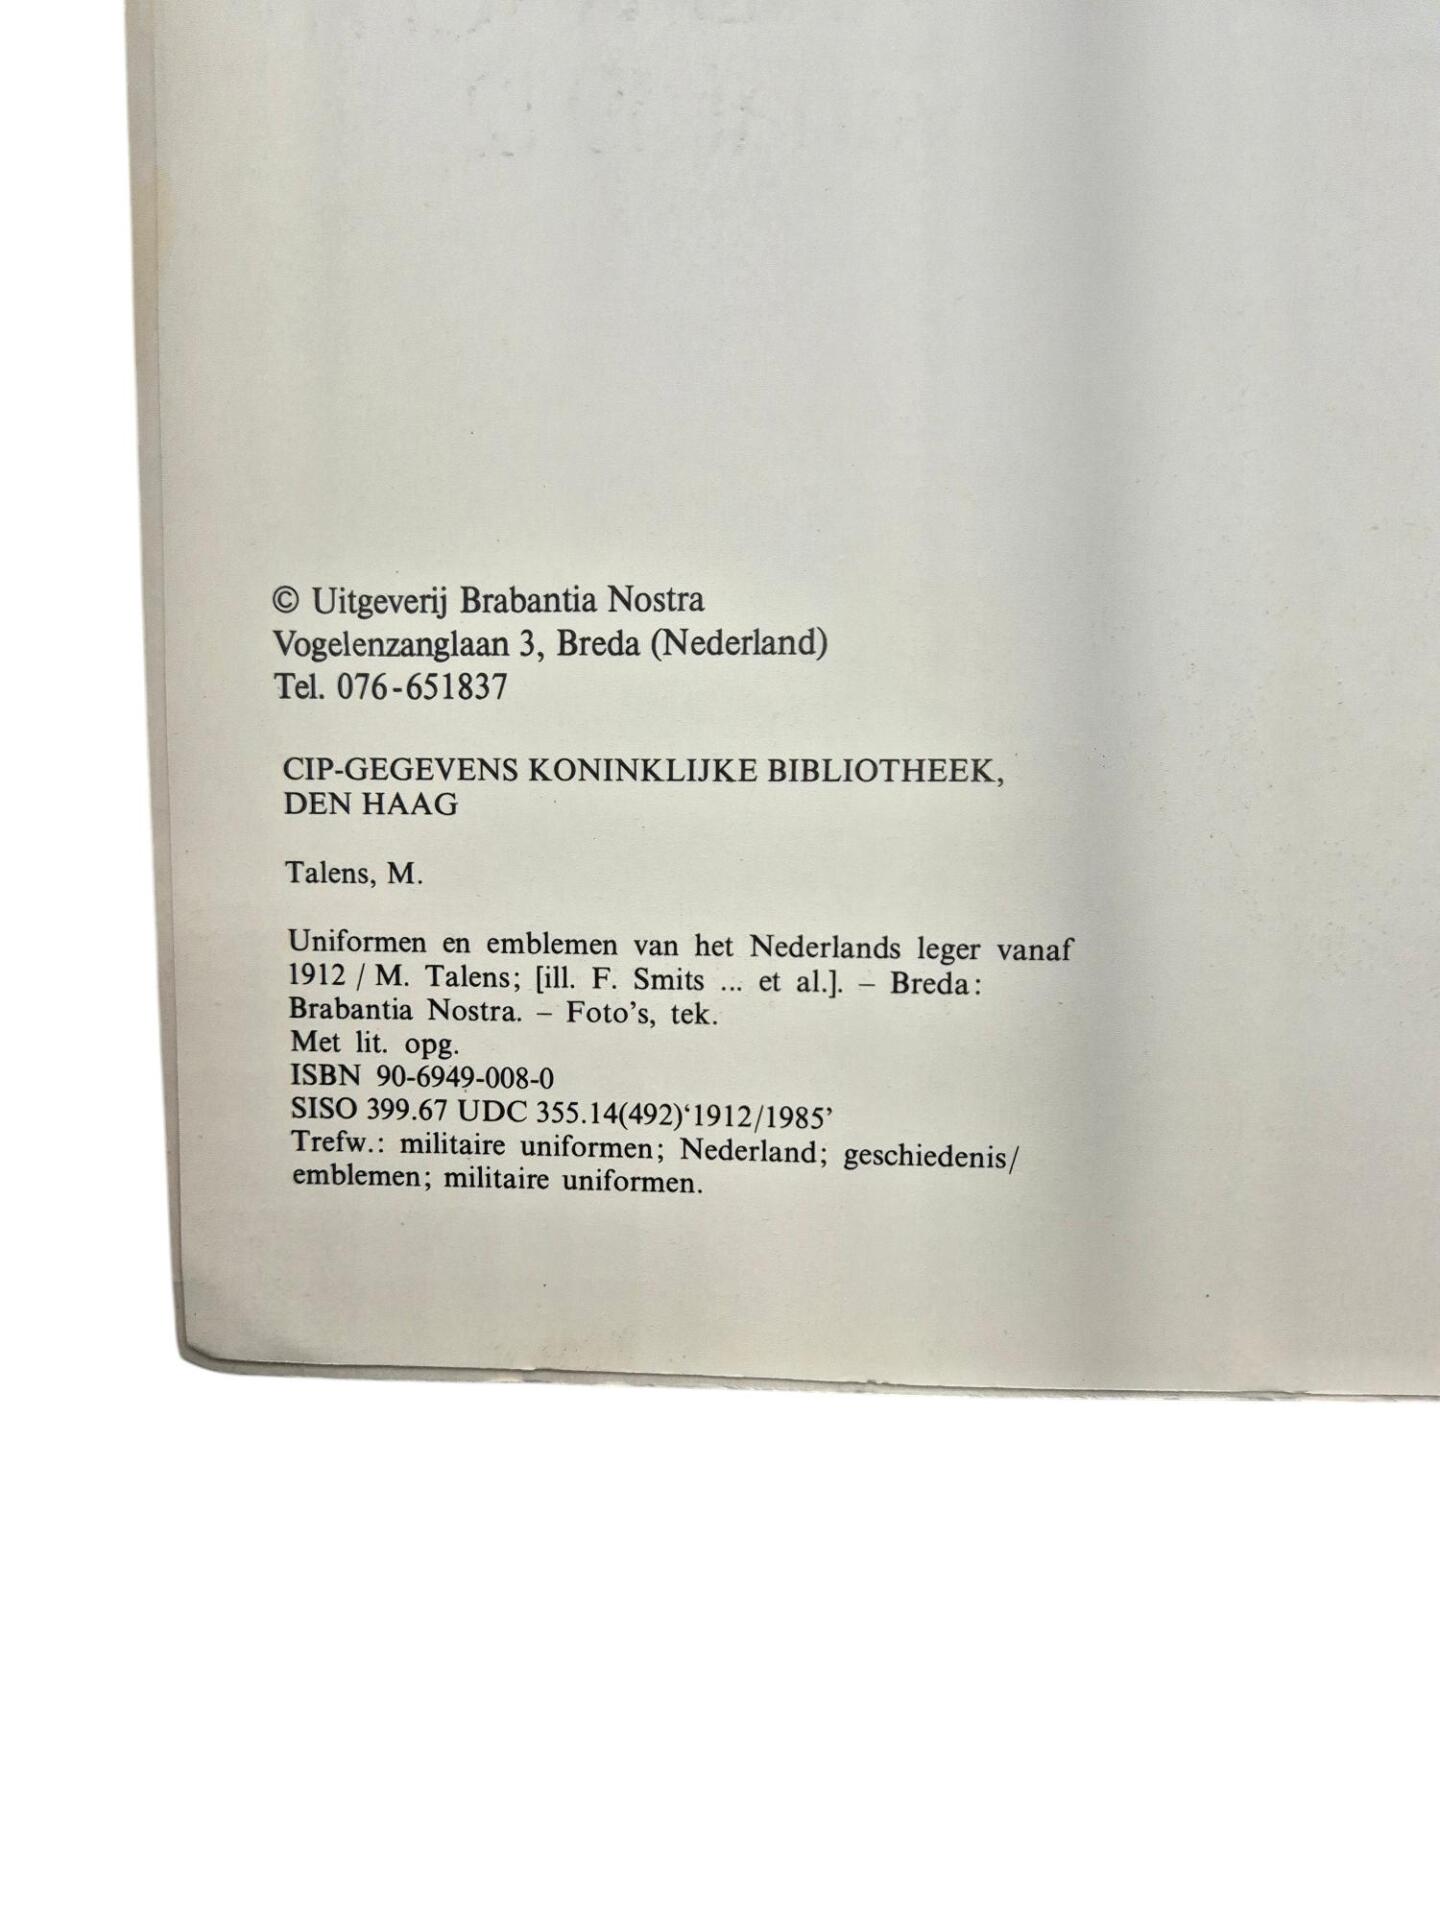 © Uitgeverij Brabantia Nostra
Vogelenzanglaan 3, Breda (Nederland)
Tel. 076-651837
CIP-GEGEVENS KONINKLIJKE BIBLIOTHEEK,
DEN HAAG
Talens, M.
Uniformen en emblemen van het Nederlands leger vanaf
1912 / M. Talens; [ill. F. Smits ... et al.]. – Breda:
Brabantia Nostra. – Foto's, tek.
Met lit. opg.
ISBN 90-6949-008-0
SISO 399.67 UDC 355.14(492)‘1912/1985’
Trefw.: militaire uniformen; Nederland; geschiedenis/
emblemen; militaire uniformen.